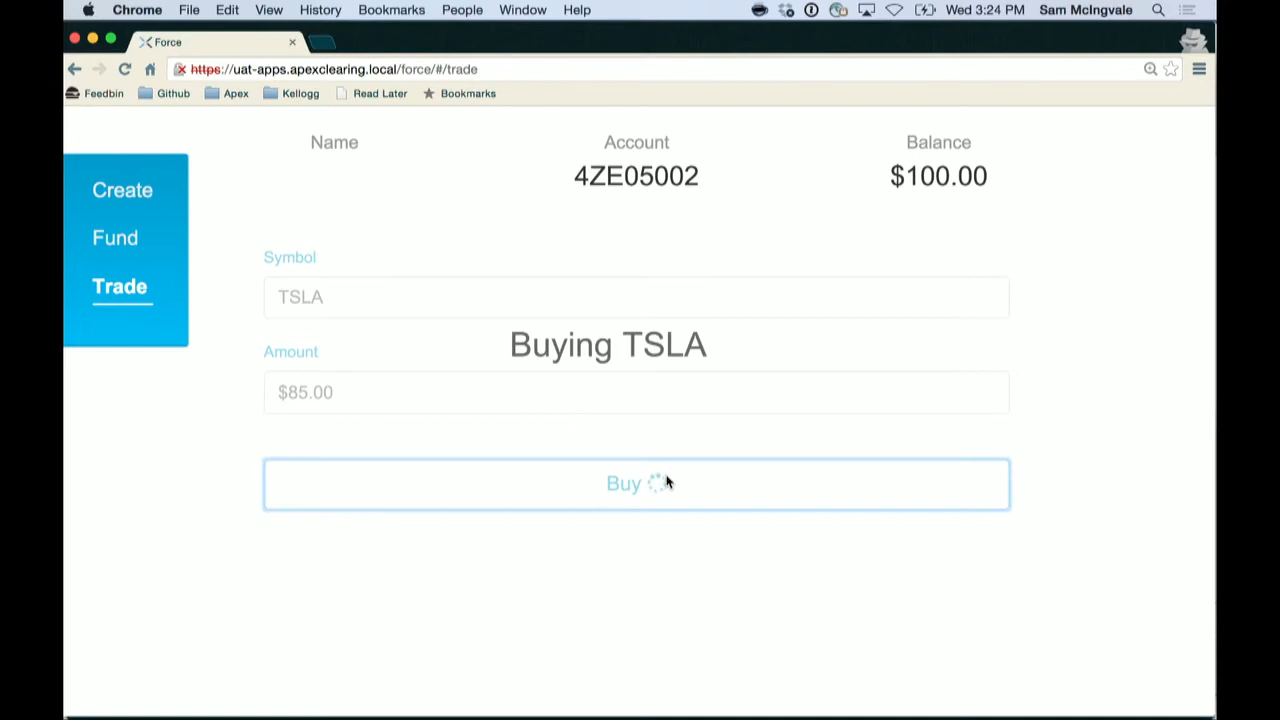 Chrome File Edit View History Bookmarks People Window Help Wed 3:24 PM Sam McIngvale
Force
https://uat-apps.apexclearing.local/force/#/trade
Feedbin Github Apex Kellogg Read Later Bookmarks
Name Account Balance
4ZE05002 $100.00
Create
Fund
Trade
Symbol
TSLA
Buying TSLA
Amount
$85.00
Buy